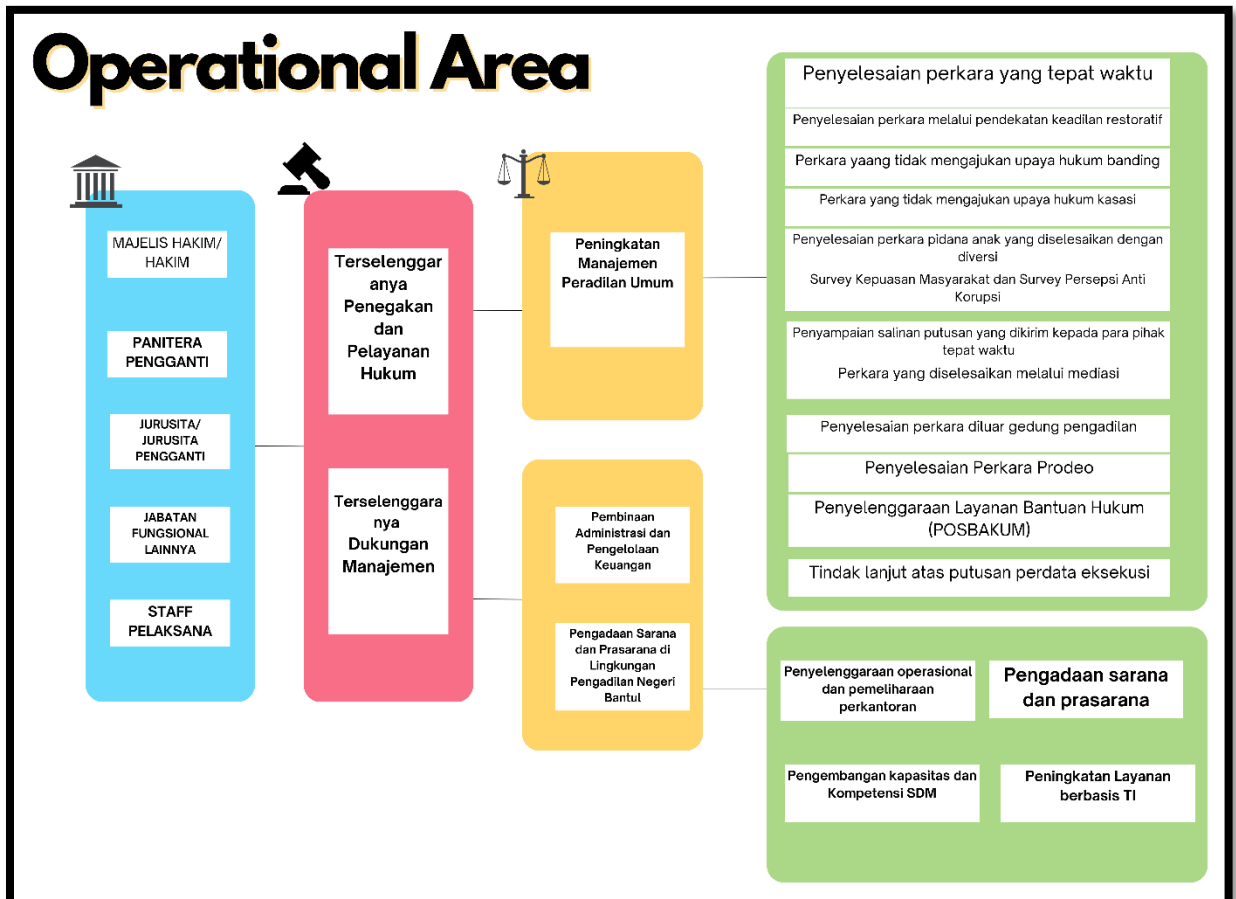 Operational Area
MAJELIS HAKIM/
HAKIM
PANITERA
PENGGANTI
JURUSITA/
JURUSITA
PENGGANTI
JABATAN
FUNGSIONAL
LAINNYA
STAFF
PELAKSANA
Terselenggar
anya
Penegakan
dan
Pelayanan
Hukum
Terselenggara
nya
Dukungan
Manajemen
Peningkatan
Manajemen
Peradilan Umum
Pembinaan
Administrasi dan
Pengelolaan
Keuangan
Pengadaan Sarana
dan Prasarana di
Lingkungan
Pengadilan Negeri
Bantul
Penyelesaian perkara yang tepat waktu
Penyelesaian perkara melalui pendekatan keadilan restoratif
Perkara yaang tidak mengajukan upaya hukum banding
Perkara yang tidak mengajukan upaya hukum kasasi
Penyelesaian perkara pidana anak yang diselesaikan dengan
diversi
Survey Kepuasan Masyarakat dan Survey Persepsi Anti
Korupsi
Penyampaian salinan putusan yang dikirim kepada para pihak
tepat waktu
Perkara yang diselesaikan melalui mediasi
Penyelesaian perkara diluar gedung pengadilan
Penyelesaian Perkara Prodeo
Penyelenggaraan Layanan Bantuan Hukum
(POSBAKUM)
Tindak lanjut atas putusan perdata eksekusi
Penyelenggaraan operasional
dan pemeliharaan
perkantoran
Pengadaan sarana
dan prasarana
Pengembangan kapasitas dan
Kompetensi SDM
Peningkatan Layanan
berbasis TI